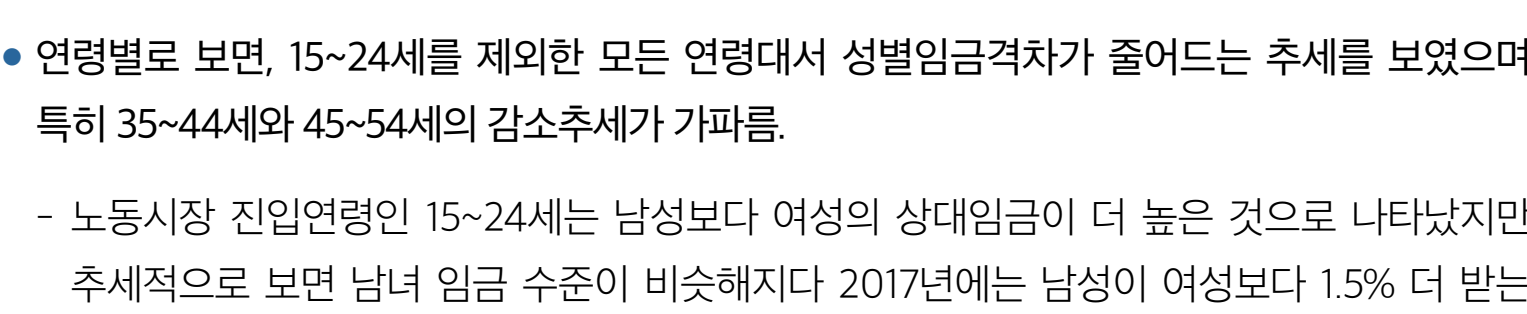 ● 연령별로 보면, 15~24세를 제외한 모든 연령대서 성별임금격차가 줄어드는 추세를 보였으며
특히 35~44세와 45~54세의 감소추세가 가파름.
- 노동시장 진입연령인 15~24세는 남성보다 여성의 상대임금이 더 높은 것으로 나타났지만
추세적으로 보면 남녀 임금 수준이 비슷해지다 2017년에는 남성이 여성보다 1.5% 더 받는